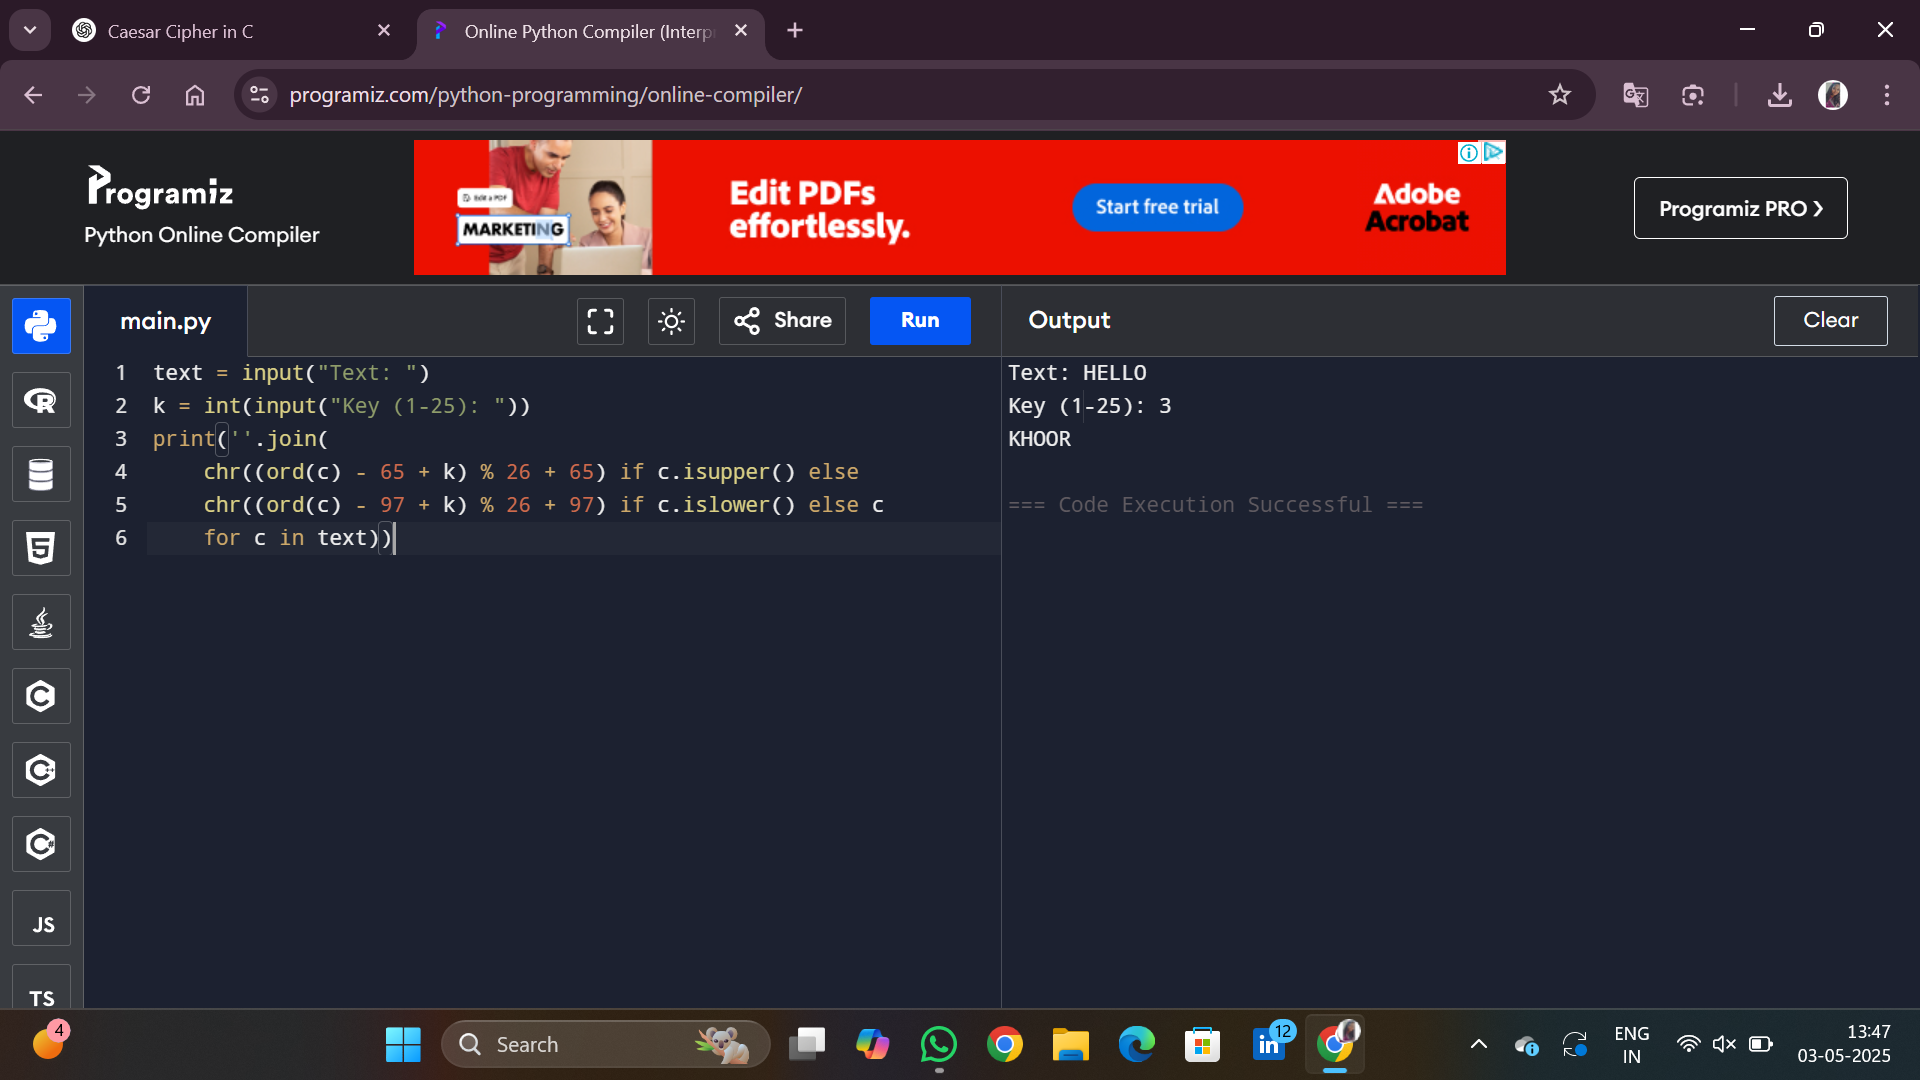 Caesar Cipher in C
Online Python Compiler (Interp
programiz.com/python-programming/online-compiler/
Programiz
Python Online Compiler
Edit a PDF
MARKETING
Edit PDFs
effortlessly.
Start free trial
Adobe
Acrobat
Programiz PRO ❯
main.py
Share
Run
Output
Clear
1 text = input("Text: ")
2 k = int(input("Key (1-25): "))
3 print(''.join(
4     chr((ord(c) - 65 + k) % 26 + 65) if c.isupper() else
5     chr((ord(c) - 97 + k) % 26 + 97) if c.islower() else c
6     for c in text))
Text: HELLO
Key (1-25): 3
KHOOR
=== Code Execution Successful ===
R
5
C
C++
C#
JS
TS
4
Search
in
12
ENG
IN
13:47
03-05-2025